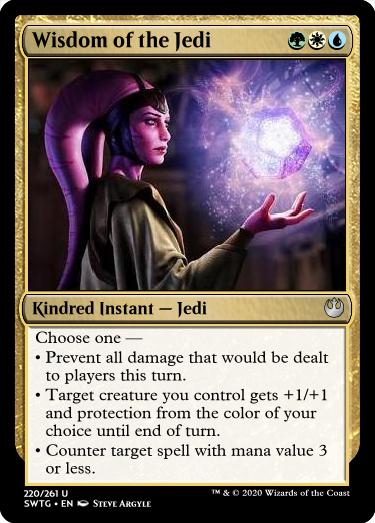 Wisdom of the Jedi
Kindred Instant — Jedi
Choose one —
• Prevent all damage that would be dealt
to players this turn.
• Target creature you control gets +1/+1
and protection from the color of your
choice until end of turn.
• Counter target spell with mana value 3
or less.
220/261 U
SWTG • EN Steve Argyle
™ & © 2020 Wizards of the Coast